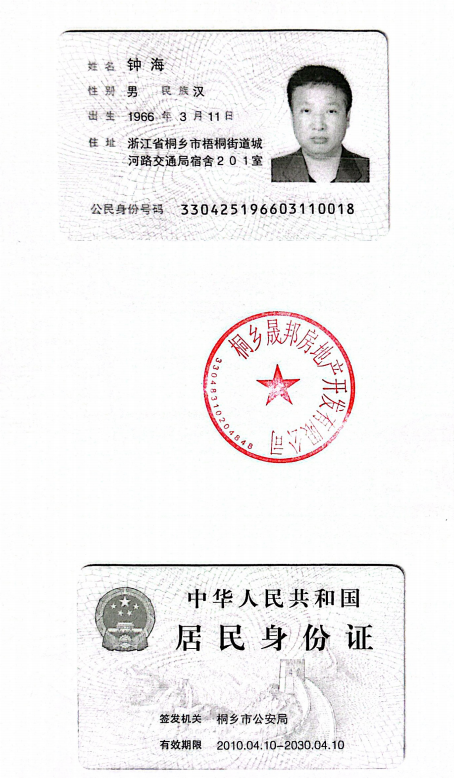 姓名 钟海
性别 男 民族 汉
出生 1966 年 3 月 11 日
住址 浙江省桐乡市梧桐街道城
河路交通局宿舍201室
公民身份号码 330425196603110018
桐乡晟邦房地产开发有限公司
33048310204848
中华人民共和国
居民身份证
签发机关 桐乡市公安局
有效期限 2010.04.10-2030.04.10